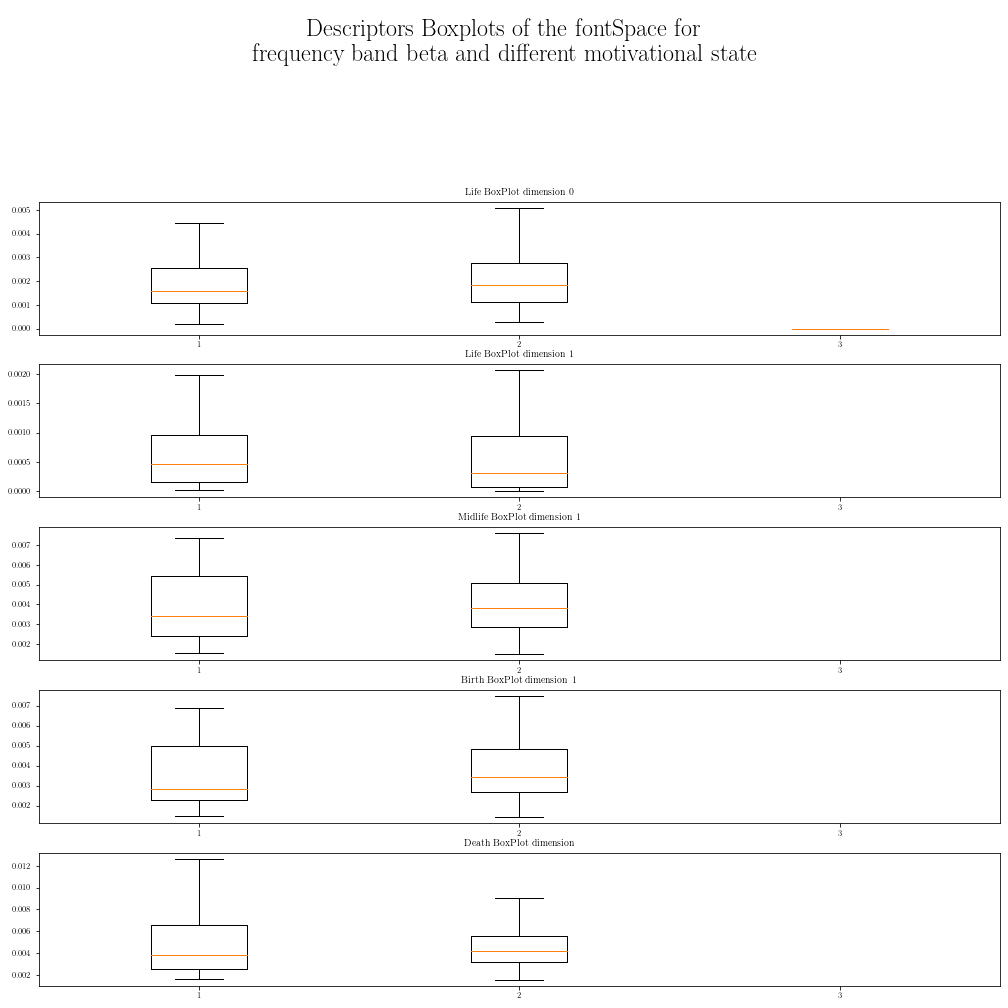 Descriptors Boxplots of the fontSpace for
frequency band beta and different motivational state
Life BoxPlot dimension 0
0.005
0.004
0.003
0.002
0.001
0.000
1 2 3
Life BoxPlot dimension 1
0.0020
0.0015
0.0010
0.0005
0.0000
1 2 3
Midlife BoxPlot dimension 1
0.007
0.006
0.005
0.004
0.003
0.002
1 2 3
Birth BoxPlot dimension 1
0.007
0.006
0.005
0.004
0.003
0.002
1 2 3
Death BoxPlot dimension
0.012
0.010
0.008
0.006
0.004
0.002
1 2 3